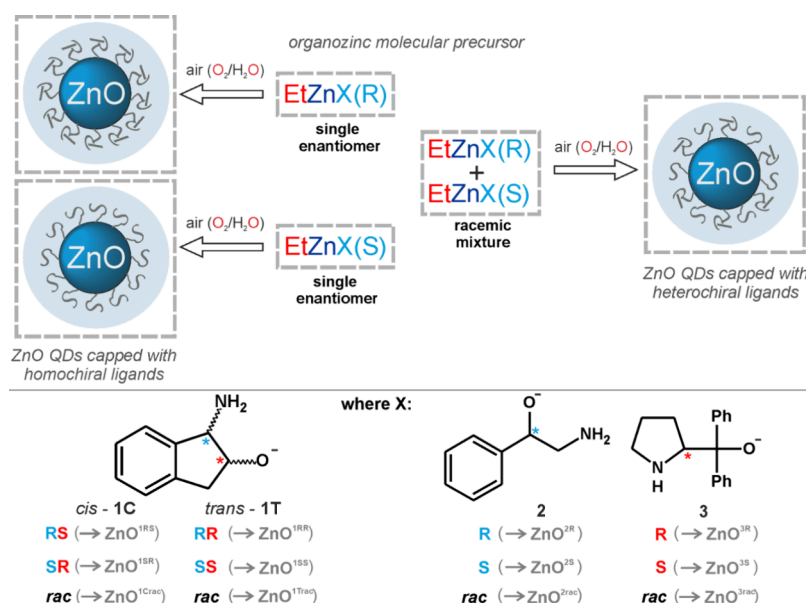 organozinc molecular precursor
ZnO
air (O₂/H₂O)
EtZnX(R)
single
enantiomer
EtZnX(R)
+
EtZnX(S)
racemic
mixture
air (O₂/H₂O)
ZnO
ZnO QDs capped with
heterochiral ligands
ZnO
air (O₂/H₂O)
EtZnX(S)
single
enantiomer
ZnO QDs capped with
homochiral ligands
where X:
NH₂
*
*
O⁻
cis - 1C
trans - 1T
RS (→ ZnO¹ᴿˢ)
RR (→ ZnO¹ᴿᴿ)
SR (→ ZnO¹ˢᴿ)
SS (→ ZnO¹ˢˢ)
rac (→ ZnO¹ᶜʳᵃᶜ)
rac (→ ZnO¹ᵀʳᵃᶜ)
O⁻
*
NH₂
2
R (→ ZnO²ᴿ)
S (→ ZnO²ˢ)
rac (→ ZnO²ʳᵃᶜ)
Ph
N
H
*
O⁻
Ph
3
R (→ ZnO³ᴿ)
S (→ ZnO³ˢ)
rac (→ ZnO³ʳᵃᶜ)